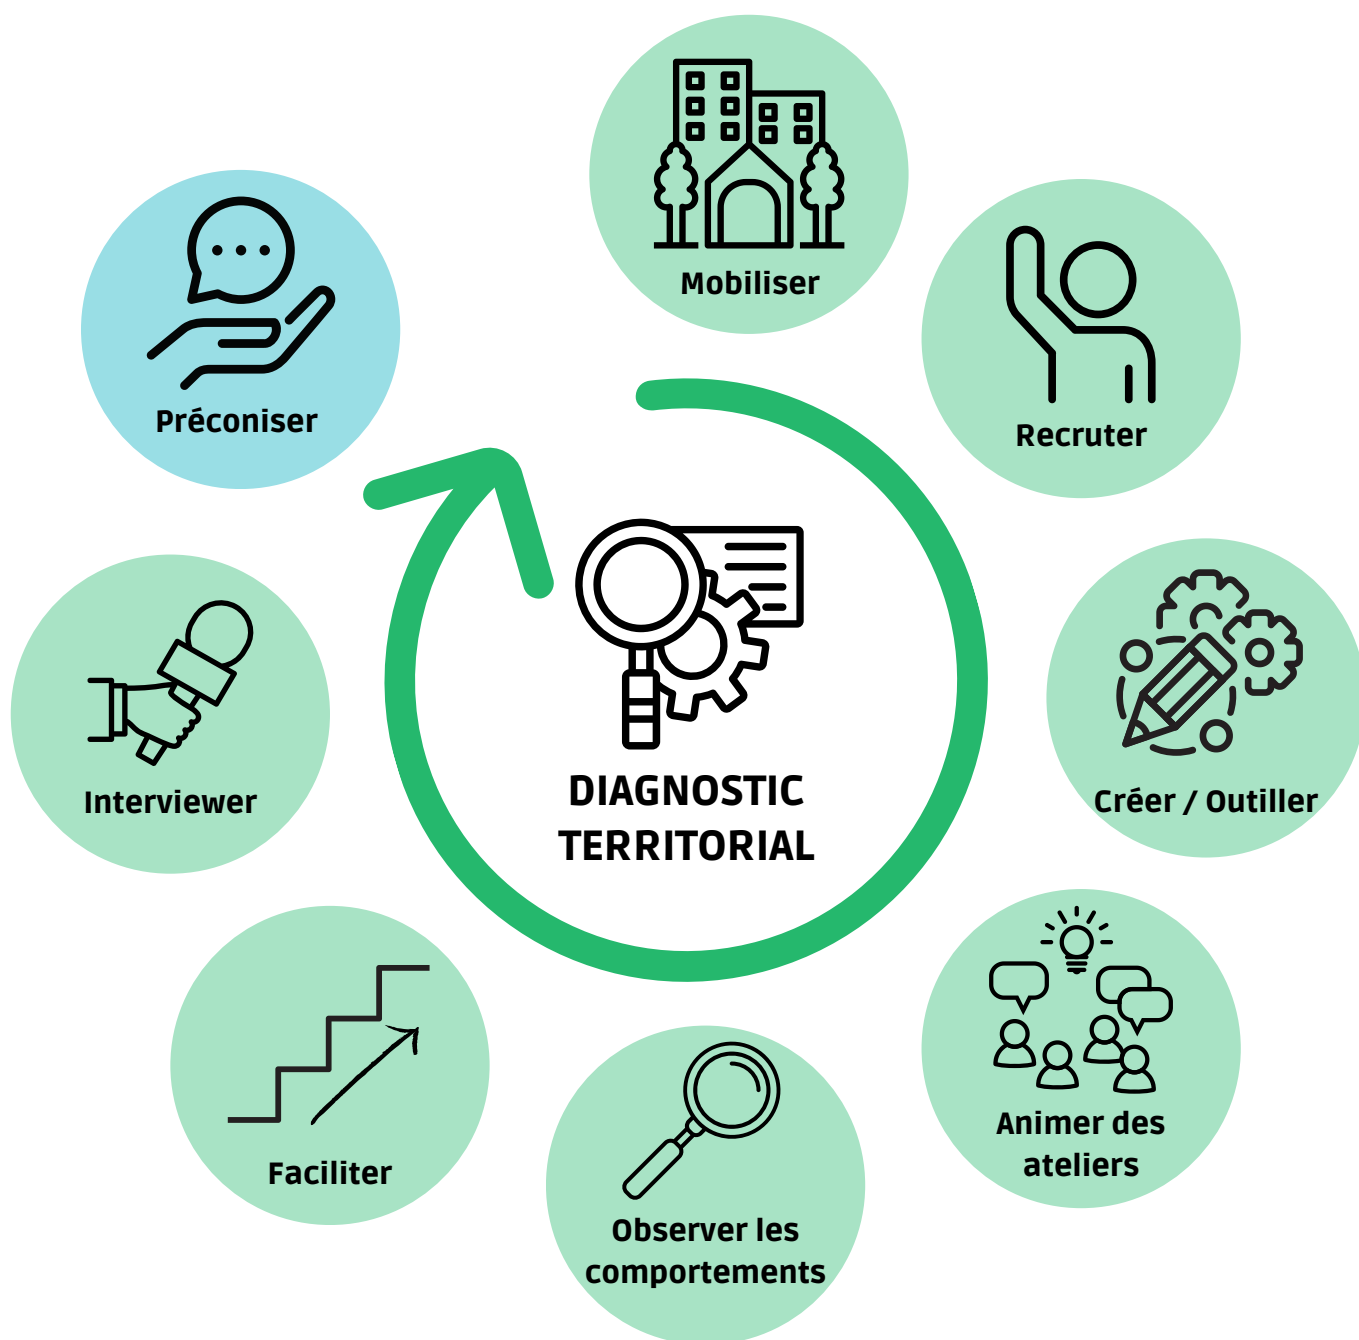 Mobiliser
Recruter
Créer / Outiller
Animer des
ateliers
Observer les
comportements
Faciliter
Interviewer
Préconiser
DIAGNOSTIC
TERRITORIAL